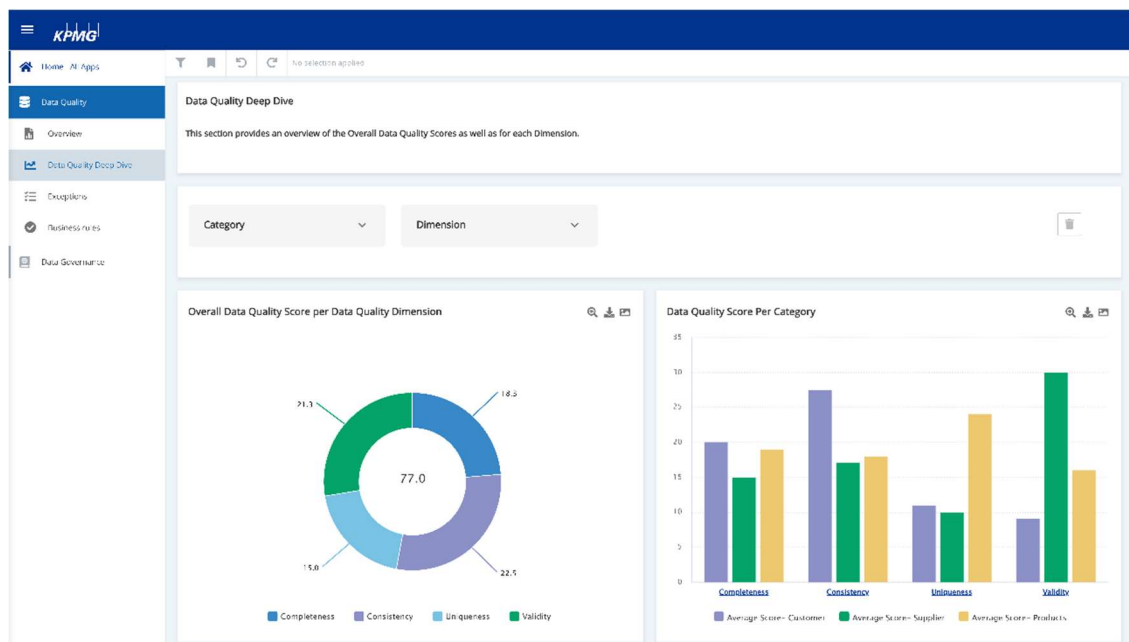 KPMG
Home All Apps
No selection applied
Data Quality
Data Quality Deep Dive
Overview
This section provides an overview of the Overall Data Quality Scores as well as for each Dimension.
Data Quality Deep Dive
Exceptions
Business rules
Category
Dimension
Data Governance
Overall Data Quality Score per Data Quality Dimension
21.3
18.3
77.0
15.0
22.5
Completeness
Consistency
Uniqueness
Validity
Data Quality Score Per Category
35
30
25
20
15
10
5
0
Completeness
Consistency
Uniqueness
Validity
Average Score- Customer
Average Score- Supplier
Average Score- Products